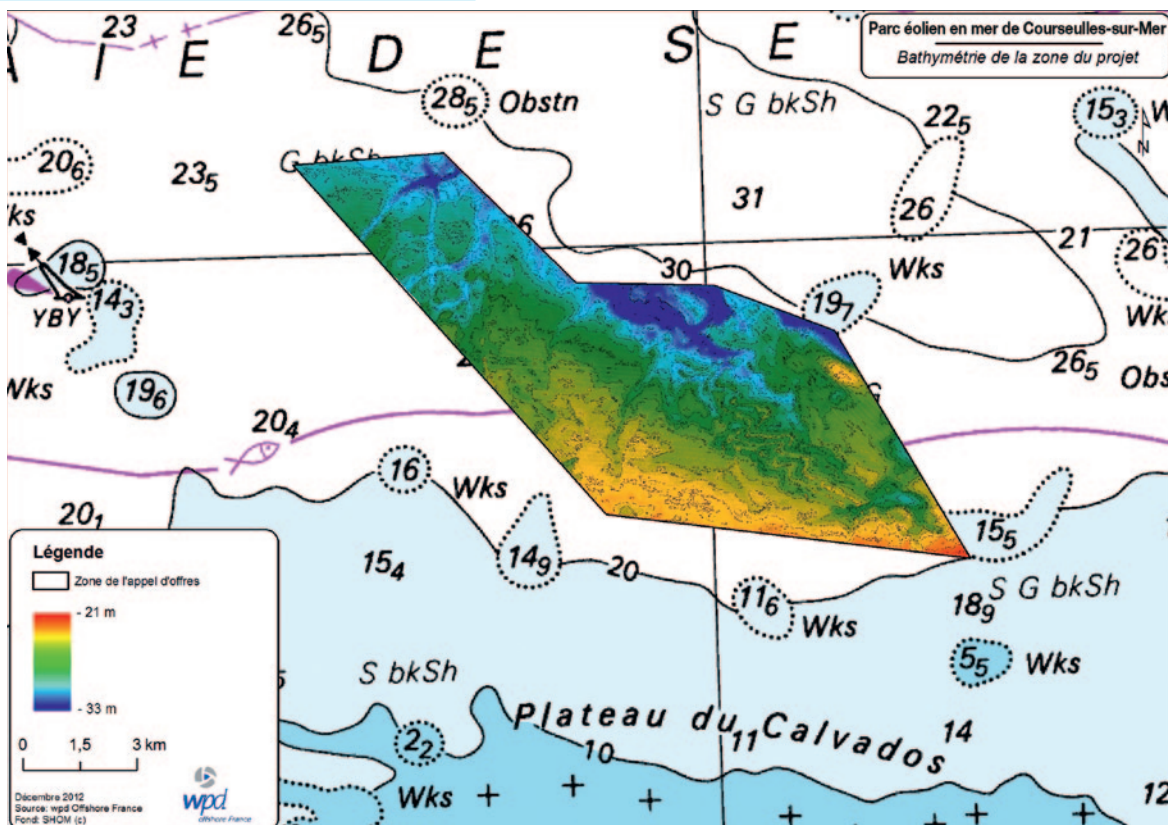 23
26₅
A I E D E S E
Parc éolien en mer de Courseulles-sur-Mer
Bathymétrie de la zone du projet
28₅ Obstn
S G bkSh
22₅
15₃
N
20₆
23₅
G bkSh
31
26
21
26
Wks
18₅
14₃
YBY
30
Wks
19₇
26₅
Obs
Wks
19₆
20₄
16
Wks
20₁
15₄
14₉
20
11₆
Wks
15₅
S G bkSh
18₉
5₅
Wks
S bkSh
Plateau du Calvados
2₂
Wks
10
11
14
12
Légende
Zone de l'appel d'offres
- 21 m
- 33 m
0 1,5 3 km
Décembre 2012
Source: wpd Offshore France
Fond: SHOM (c)
wpd
offshore France